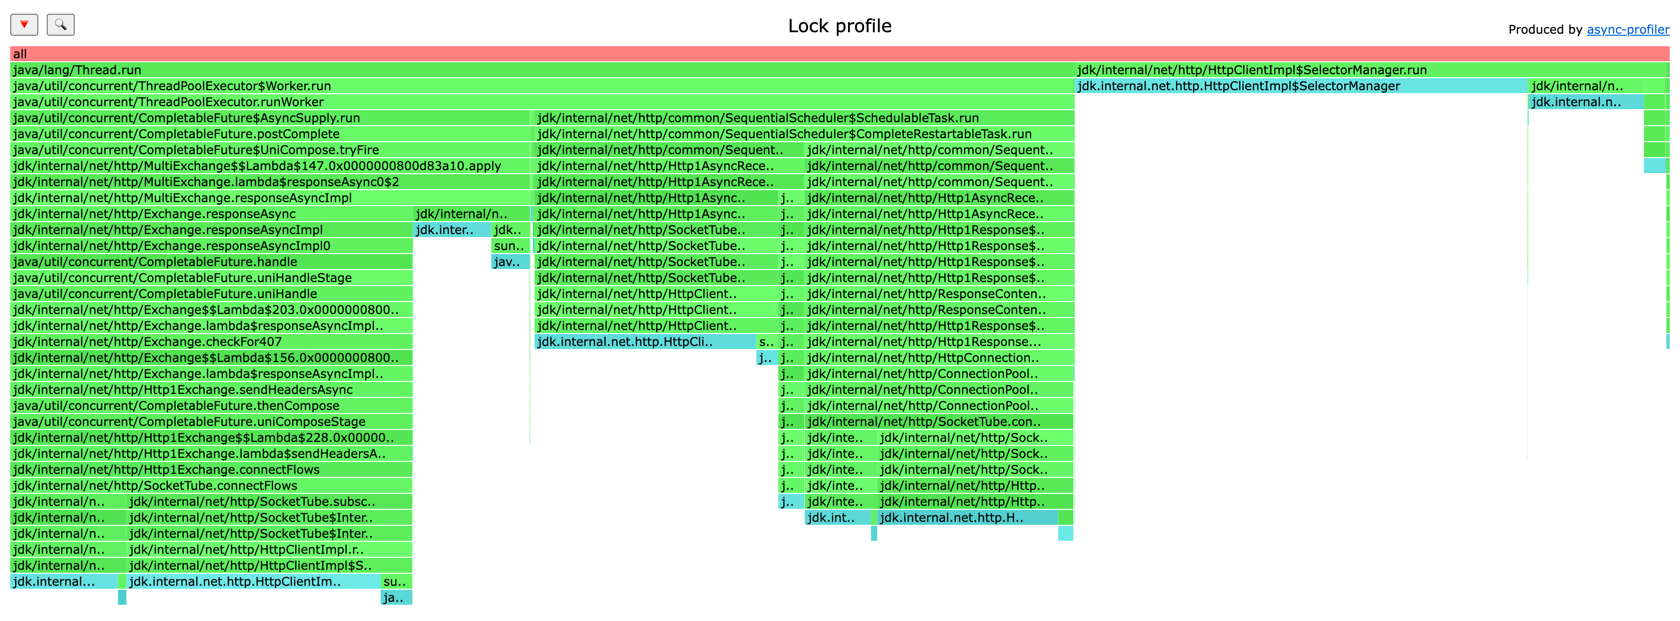 Lock profile
Produced by async-profiler
all
java/lang/Thread.run jdk/internal/net/http/HttpClientImpl$SelectorManager.run
java/util/concurrent/ThreadPoolExecutor$Worker.run jdk.internal.net.http.HttpClientImpl$SelectorManager jdk/internal/n..
java/util/concurrent/ThreadPoolExecutor.runWorker jdk.internal.n..
java/util/concurrent/CompletableFuture$AsyncSupply.run jdk/internal/net/http/common/SequentialScheduler$SchedulableTask.run
java/util/concurrent/CompletableFuture.postComplete jdk/internal/net/http/common/SequentialScheduler$CompleteRestartableTask.run
java/util/concurrent/CompletableFuture$UniCompose.tryFire jdk/internal/net/http/common/Sequent.. jdk/internal/net/http/common/Sequent..
jdk/internal/net/http/MultiExchange$$Lambda$147.0x0000000800d83a10.apply jdk/internal/net/http/Http1AsyncRece.. jdk/internal/net/http/common/Sequent..
jdk/internal/net/http/MultiExchange.lambda$responseAsync0$2 jdk/internal/net/http/Http1AsyncRece.. jdk/internal/net/http/common/Sequent..
jdk/internal/net/http/MultiExchange.responseAsyncImpl jdk/internal/net/http/Http1Async.. j.. jdk/internal/net/http/Http1AsyncRece..
jdk/internal/net/http/Exchange.responseAsync jdk/internal/n.. jdk/internal/net/http/Http1Async.. j.. jdk/internal/net/http/Http1AsyncRece..
jdk/internal/net/http/Exchange.responseAsyncImpl jdk.inter.. jdk.. jdk/internal/net/http/SocketTube.. j.. jdk/internal/net/http/Http1Response$..
jdk/internal/net/http/Exchange.responseAsyncImpl0 sun.. jdk/internal/net/http/SocketTube.. j.. jdk/internal/net/http/Http1Response$..
java/util/concurrent/CompletableFuture.handle jav.. jdk/internal/net/http/SocketTube.. j.. jdk/internal/net/http/Http1Response$..
java/util/concurrent/CompletableFuture.uniHandleStage jdk/internal/net/http/SocketTube.. j.. jdk/internal/net/http/Http1Response$..
java/util/concurrent/CompletableFuture.uniHandle jdk/internal/net/http/HttpClient.. j.. jdk/internal/net/http/ResponseConten..
jdk/internal/net/http/Exchange$$Lambda$203.0x0000000800.. jdk/internal/net/http/HttpClient.. j.. jdk/internal/net/http/ResponseConten..
jdk/internal/net/http/Exchange.lambda$responseAsyncImpl.. jdk/internal/net/http/HttpClient.. j.. jdk/internal/net/http/Http1Response$..
jdk/internal/net/http/Exchange.checkFor407 jdk.internal.net.http.HttpCli.. s.. j.. jdk/internal/net/http/Http1Response...
jdk/internal/net/http/Exchange$$Lambda$156.0x0000000800.. j.. j.. jdk/internal/net/http/HttpConnection..
jdk/internal/net/http/Exchange.lambda$responseAsyncImpl.. j.. jdk/internal/net/http/ConnectionPool..
jdk/internal/net/http/Http1Exchange.sendHeadersAsync j.. jdk/internal/net/http/ConnectionPool..
java/util/concurrent/CompletableFuture.thenCompose j.. jdk/internal/net/http/ConnectionPool..
java/util/concurrent/CompletableFuture.uniComposeStage j.. jdk/internal/net/http/SocketTube.con..
jdk/internal/net/http/Http1Exchange$$Lambda$228.0x00000.. j.. jdk/inte.. jdk/internal/net/http/Sock..
jdk/internal/net/http/Http1Exchange.lambda$sendHeadersA.. j.. jdk/inte.. jdk/internal/net/http/Sock..
jdk/internal/net/http/Http1Exchange.connectFlows j.. jdk/inte.. jdk/internal/net/http/Sock..
jdk/internal/net/http/SocketTube.connectFlows j.. jdk/inte.. jdk/internal/net/http/Http..
jdk/internal/n.. jdk/internal/net/http/SocketTube.subsc.. j.. jdk/inte.. jdk/internal/net/http/Http..
jdk/internal/n.. jdk/internal/net/http/SocketTube$Inter.. jdk.int.. jdk.internal.net.http.H..
jdk/internal/n.. jdk/internal/net/http/SocketTube$Inter..
jdk/internal/n.. jdk/internal/net/http/HttpClientImpl.r..
jdk/internal/n.. jdk/internal/net/http/HttpClientImpl$S..
jdk.internal... jdk.internal.net.http.HttpClientIm.. su..
ja..